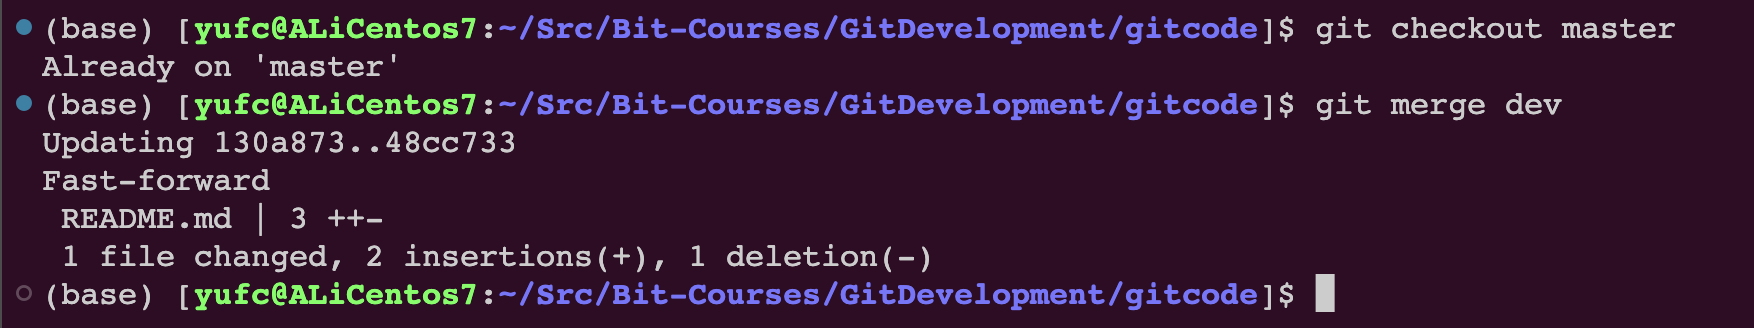 (base) [yufc@ALiCentos7:~/Src/Bit-Courses/GitDevelopment/gitcode]$ git checkout master
Already on 'master'
(base) [yufc@ALiCentos7:~/Src/Bit-Courses/GitDevelopment/gitcode]$ git merge dev
Updating 130a873..48cc733
Fast-forward
 README.md | 3 ++-
 1 file changed, 2 insertions(+), 1 deletion(-)
(base) [yufc@ALiCentos7:~/Src/Bit-Courses/GitDevelopment/gitcode]$